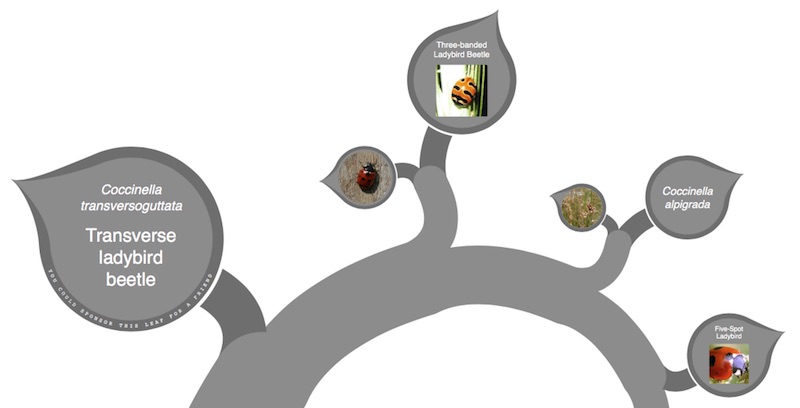 Three-banded
Ladybird Beetle
Coccinella
transversoguttata
Transverse
ladybird
beetle
YOU COULD SPONSOR THIS LEAF FOR A FRIEND
Coccinella
alpigrada
Five-Spot
Ladybird